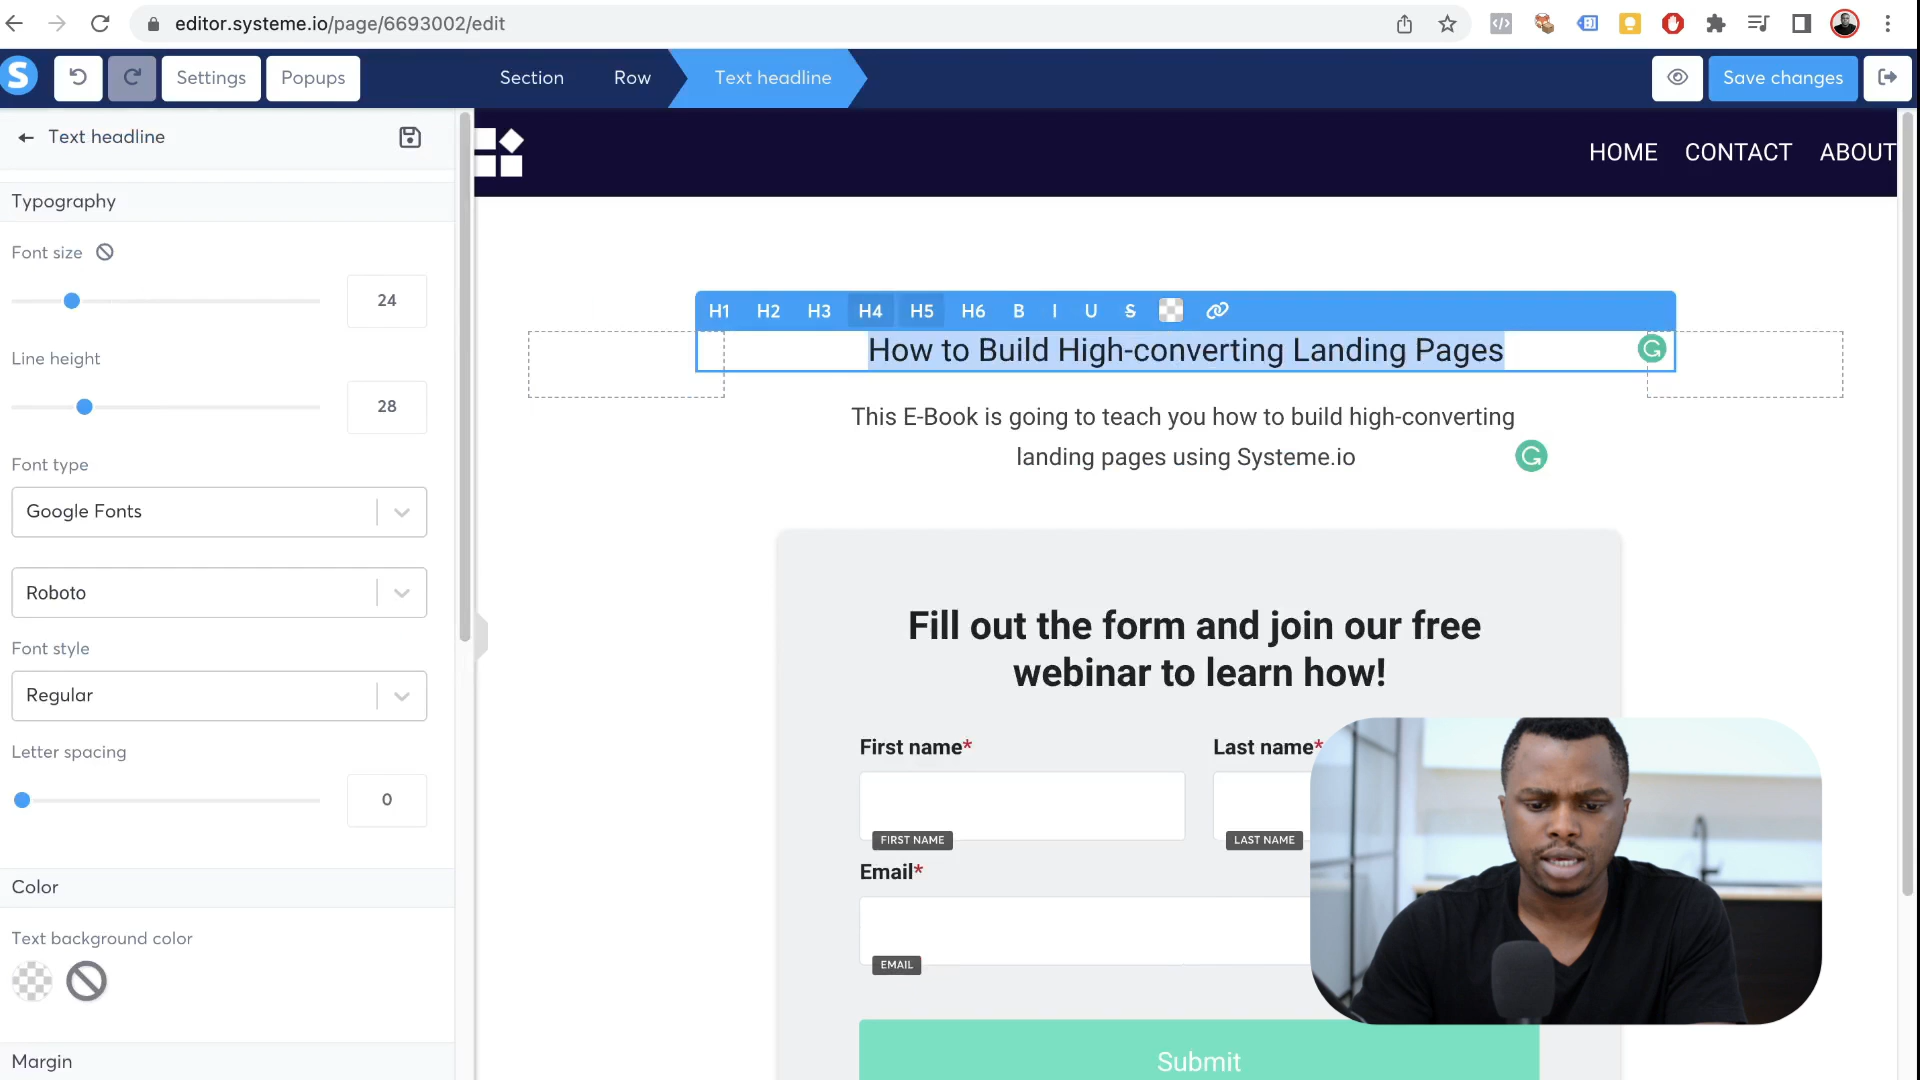 editor.systeme.io/page/6693002/edit
S
Settings
Popups
Section
Row
Text headline
Save changes
Text headline
Typography
Font size
24
Line height
28
Font type
Google Fonts
Roboto
Font style
Regular
Letter spacing
0
Color
Text background color
Margin
HOME CONTACT ABOUT
H1 H2 H3 H4 H5 H6 B I U S
How to Build High-converting Landing Pages
This E-Book is going to teach you how to build high-converting
landing pages using Systeme.io
Fill out the form and join our free
webinar to learn how!
First name*
Last name*
FIRST NAME
LAST NAME
Email*
EMAIL
Submit